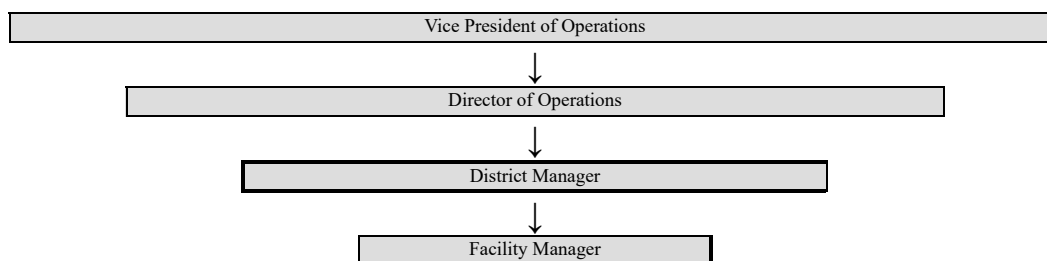 Vice President of Operations
Director of Operations
District Manager
Facility Manager